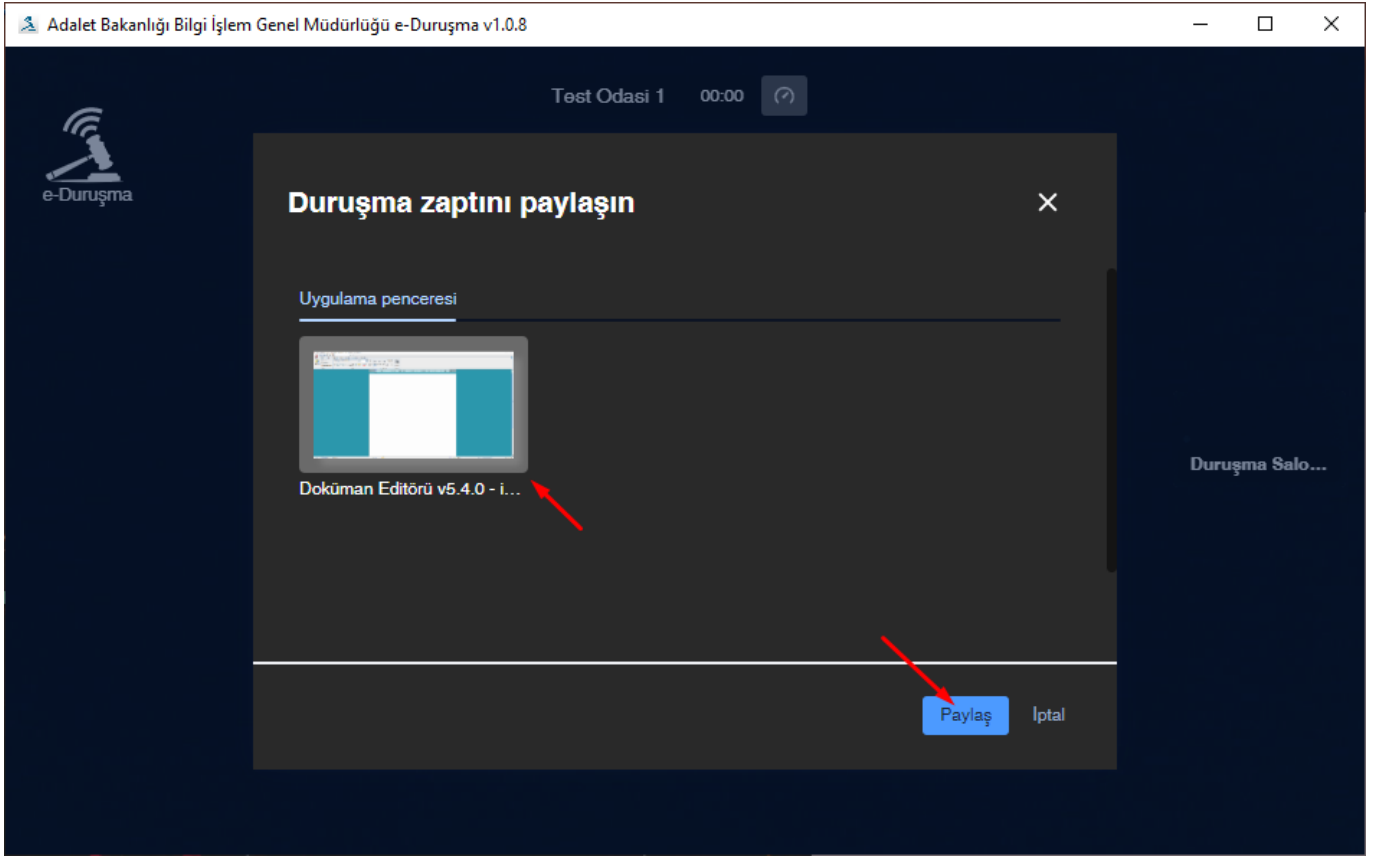 Adalet Bakanlığı Bilgi İşlem Genel Müdürlüğü e-Duruşma v1.0.8
Test Odasi 1 00:00
e-Duruşma
Duruşma zaptını paylaşın
Uygulama penceresi
Doküman Editörü v5.4.0 - i...
Duruşma Salo...
Paylaş İptal